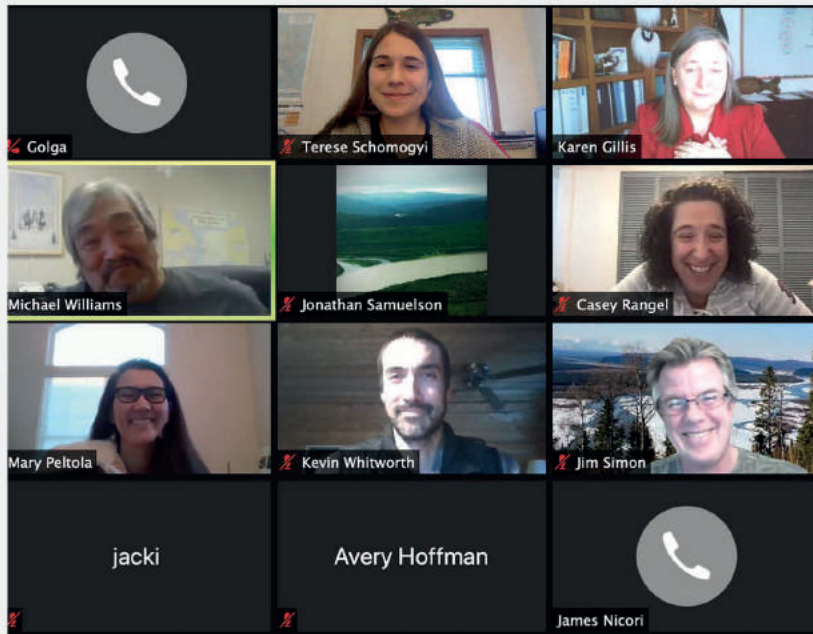 Golga
Terese Schomogyi
Karen Gillis
Michael Williams
Jonathan Samuelson
Casey Rangel
Mary Peltola
Kevin Whitworth
Jim Simon
jacki
Avery Hoffman
James Nicori